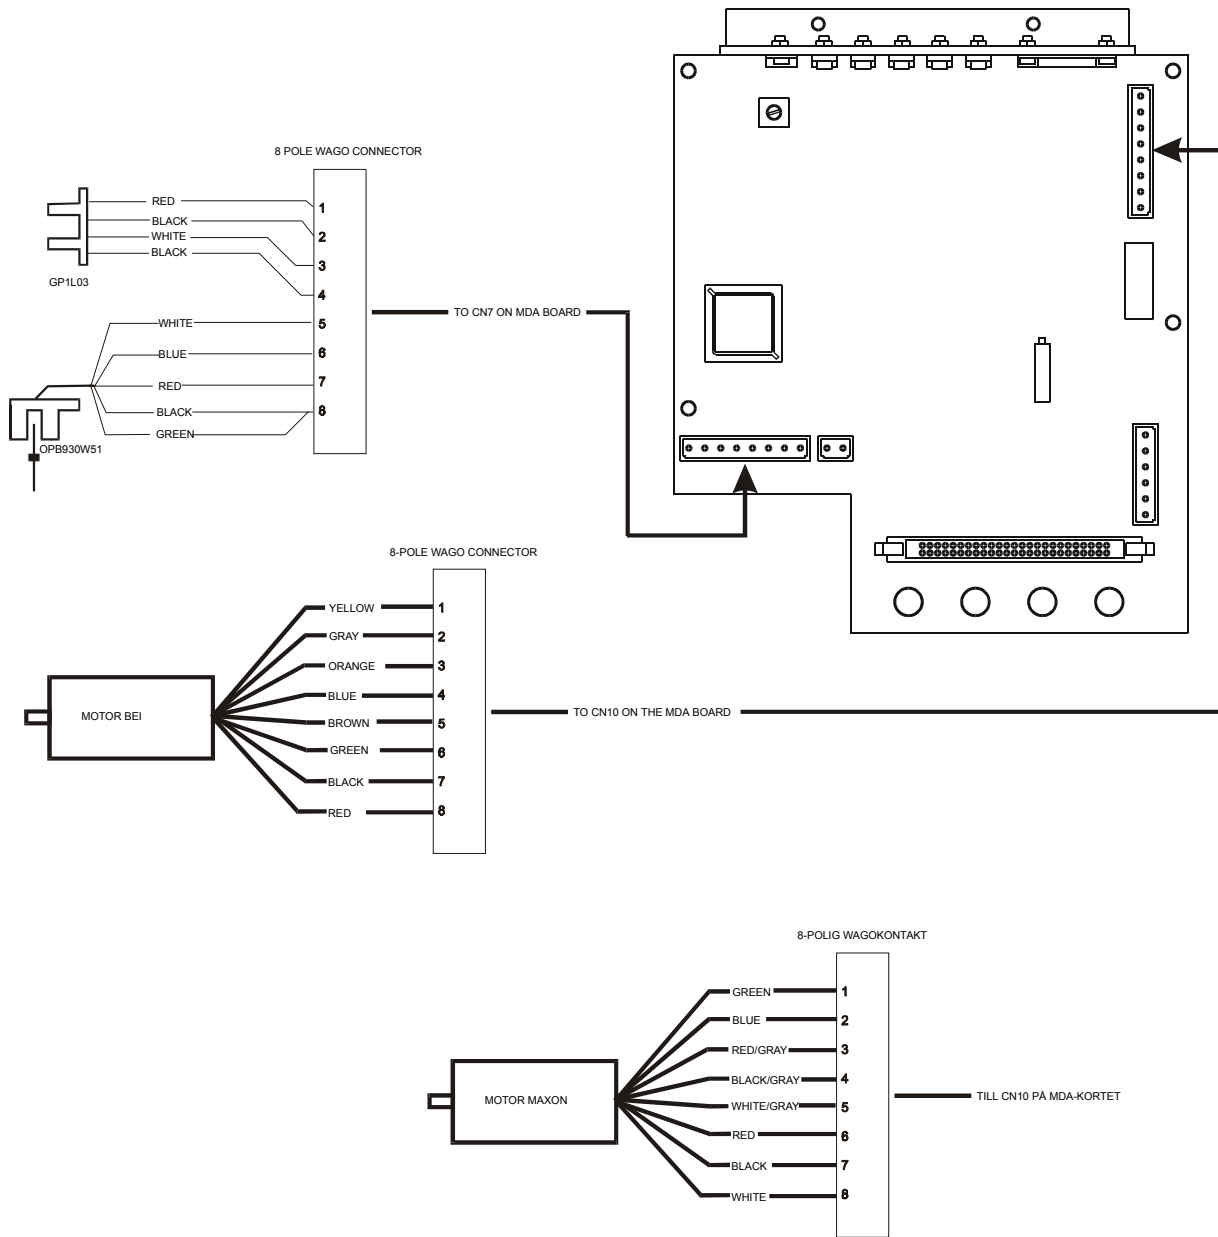 8 POLE WAGO CONNECTOR
RED 1
BLACK 2
WHITE 3
BLACK 4
GP1L03
WHITE 5
BLUE 6
RED 7
BLACK 8
GREEN
OPB930W51
TO CN7 ON MDA BOARD
8-POLE WAGO CONNECTOR
YELLOW 1
GRAY 2
ORANGE 3
BLUE 4
BROWN 5
GREEN 6
BLACK 7
RED 8
MOTOR BEI
TO CN10 ON THE MDA BOARD
8-POLIG WAGOKONTAKT
GREEN 1
BLUE 2
RED/GRAY 3
BLACK/GRAY 4
WHITE/GRAY 5
RED 6
BLACK 7
WHITE 8
MOTOR MAXON
TILL CN10 PÅ MDA-KORTET